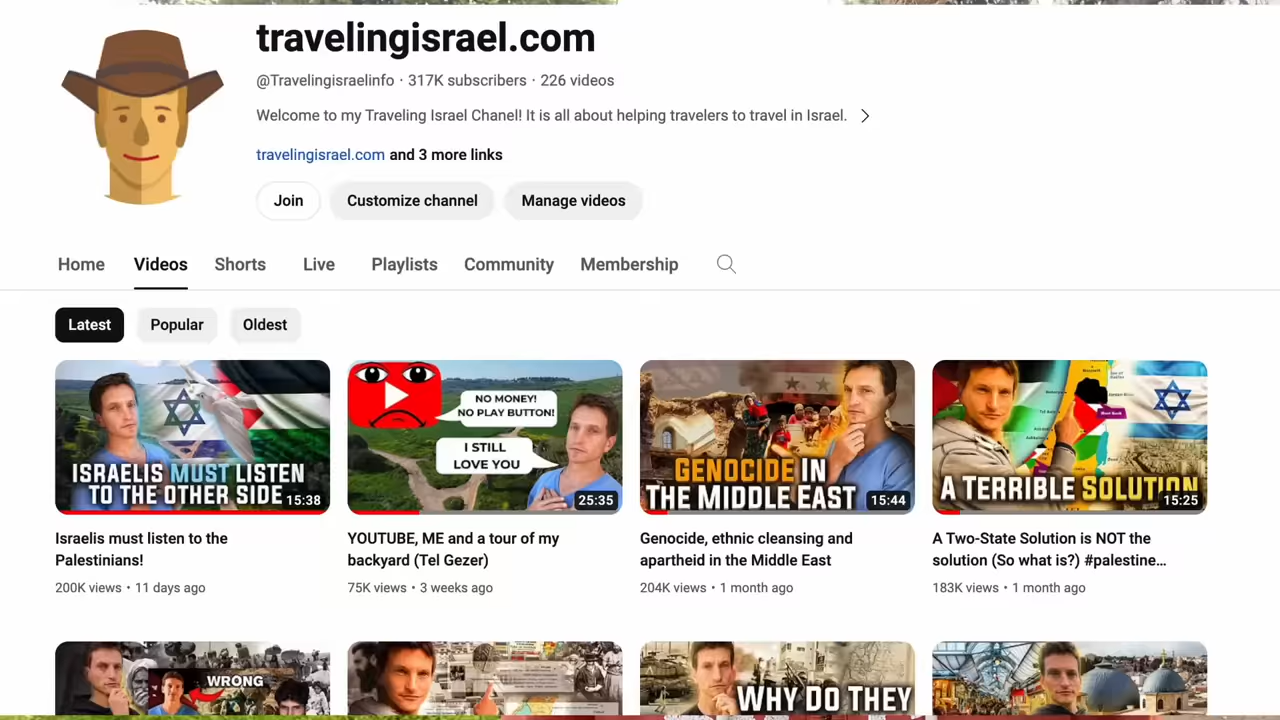 travelingisrael.com
@Travelingisraelinfo · 317K subscribers · 226 videos
Welcome to my Traveling Israel Chanel! It is all about helping travelers to travel in Israel.
travelingisrael.com and 3 more links
Join Customize channel Manage videos
Home Videos Shorts Live Playlists Community Membership
Latest Popular Oldest
ISRAELIS MUST LISTEN
TO THE OTHER SIDE
15:38
NO MONEY!
NO PLAY BUTTON!
I STILL
LOVE YOU
25:35
GENOCIDE IN
THE MIDDLE EAST
15:44
A TERRIBLE SOLUTION
15:25
Israelis must listen to the
Palestinians!
200K views · 11 days ago
YOUTUBE, ME and a tour of my
backyard (Tel Gezer)
75K views · 3 weeks ago
Genocide, ethnic cleansing and
apartheid in the Middle East
204K views · 1 month ago
A Two-State Solution is NOT the
solution (So what is?) #palestine...
183K views · 1 month ago
WRONG
WHY DO THEY